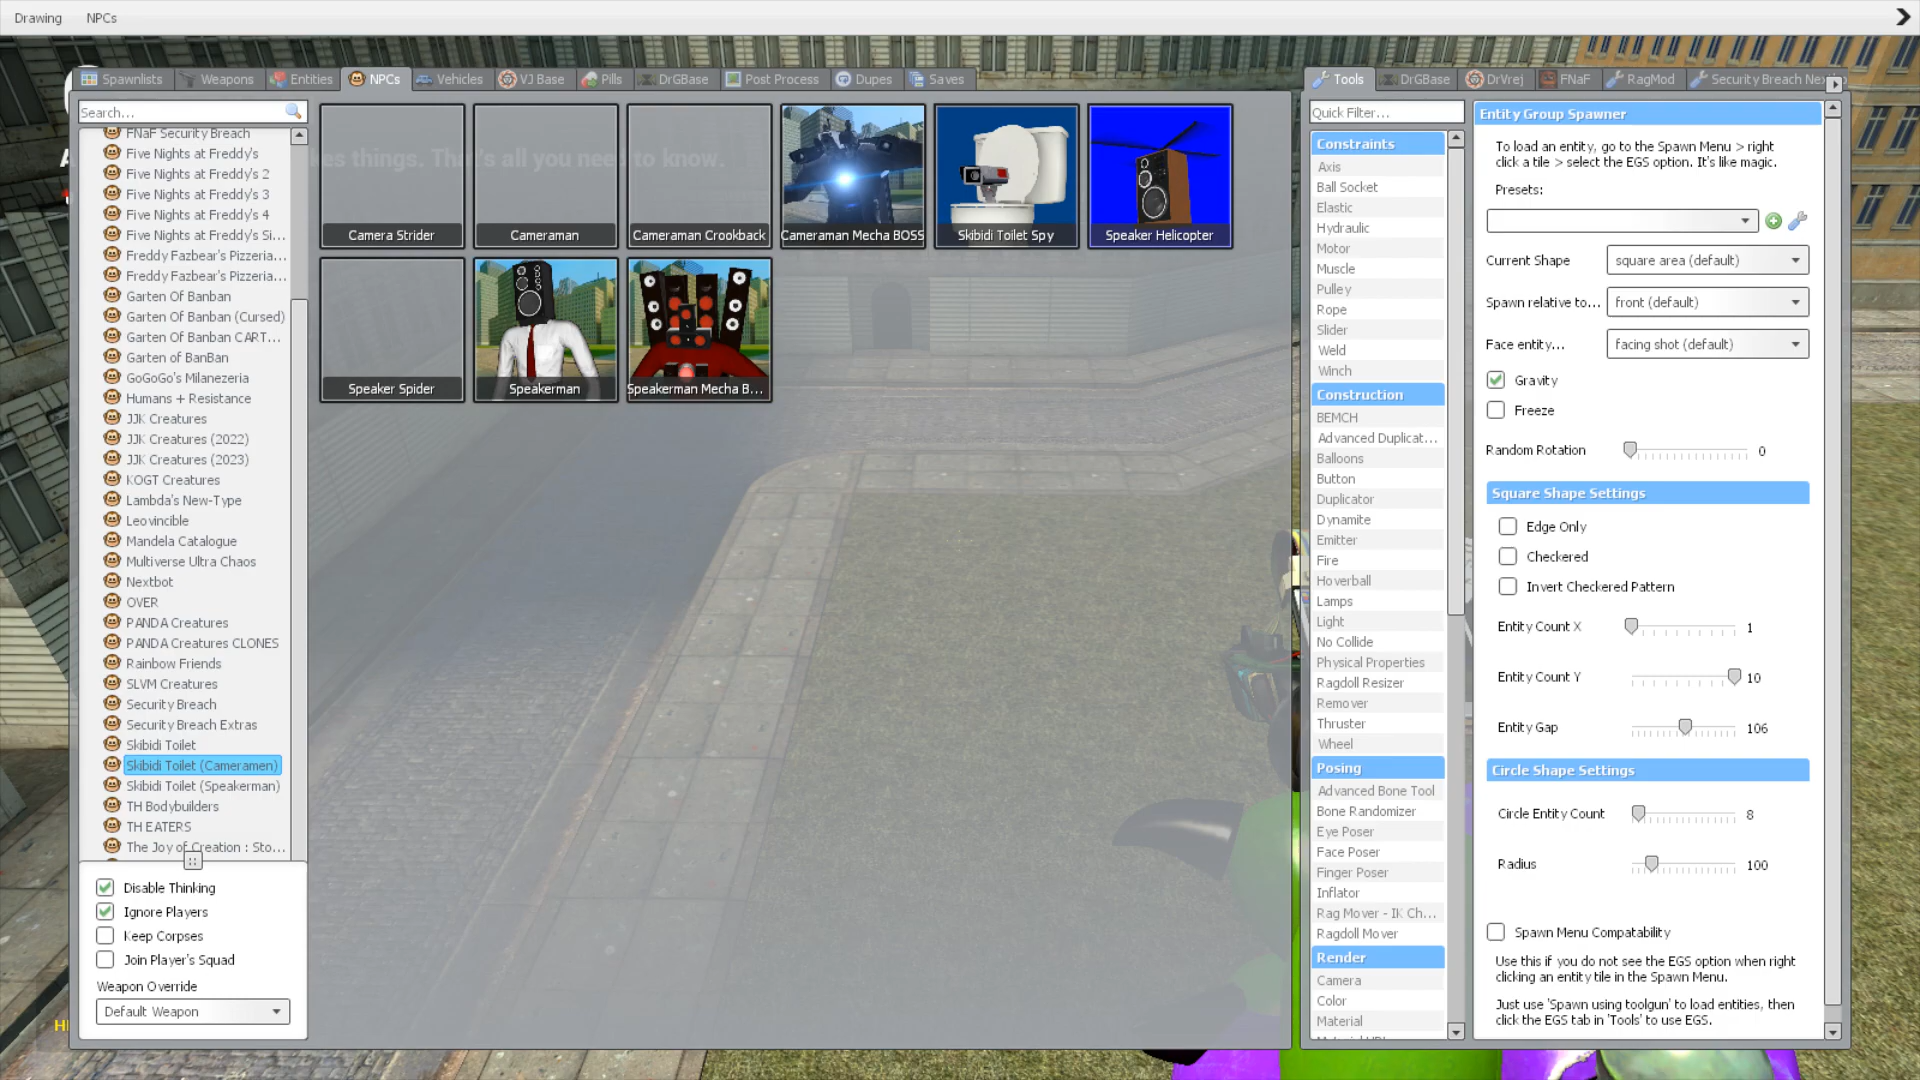 Drawing NPCs
Spawnlists Weapons Entities NPCs Vehicles VJ Base Pills DrGBase Post Process Dupes Saves
Search...
FNaF Security Breach
Five Nights at Freddy's
Five Nights at Freddy's 2
Five Nights at Freddy's 3
Five Nights at Freddy's 4
Five Nights at Freddy's Si...
Freddy Fazbear's Pizzeria...
Freddy Fazbear's Pizzeria...
Garten Of Banban
Garten Of Banban (Cursed)
Garten Of Banban CART...
Garten of BanBan
GoGoGo's Milanezeria
Humans + Resistance
JJK Creatures
JJK Creatures (2022)
JJK Creatures (2023)
KOGT Creatures
Lambda's New-Type
Leovincible
Mandela Catalogue
Multiverse Ultra Chaos
Nextbot
OVER
PANDA Creatures
PANDA Creatures CLONES
Rainbow Friends
SLVM Creatures
Security Breach
Security Breach Extras
Skibidi Toilet
Skibidi Toilet (Cameramen)
Skibidi Toilet (Speakerman)
TH Bodybuilders
TH EATERS
The Joy of Creation : Sto...
Disable Thinking
Ignore Players
Keep Corpses
Join Player's Squad
Weapon Override
Default Weapon
kes things. That's all you need to know.
Camera Strider
Cameraman
Cameraman Crookback
Cameraman Mecha BOSS
Skibidi Toilet Spy
Speaker Helicopter
Speaker Spider
Speakerman
Speakerman Mecha B...
Tools DrGBase DrVrej FNaF RagMod Security Breach Ne
Quick Filter...
Constraints
Axis
Ball Socket
Elastic
Hydraulic
Motor
Muscle
Pulley
Rope
Slider
Weld
Winch
Construction
BEMCH
Advanced Duplicat...
Balloons
Button
Duplicator
Dynamite
Emitter
Fire
Hoverball
Lamps
Light
No Collide
Physical Properties
Ragdoll Resizer
Remover
Thruster
Wheel
Posing
Advanced Bone Tool
Bone Randomizer
Eye Poser
Face Poser
Finger Poser
Inflator
Rag Mover - IK Ch...
Ragdoll Mover
Render
Camera
Color
Material
Entity Group Spawner
To load an entity, go to the Spawn Menu > right
click a tile > select the EGS option. It's like magic.
Presets:
Current Shape square area (default)
Spawn relative to... front (default)
Face entity... facing shot (default)
Gravity
Freeze
Random Rotation 0
Square Shape Settings
Edge Only
Checkered
Invert Checkered Pattern
Entity Count X 1
Entity Count Y 10
Entity Gap 106
Circle Shape Settings
Circle Entity Count 8
Radius 100
Spawn Menu Compatability
Use this if you do not see the EGS option when right
clicking an entity tile in the Spawn Menu.
Just use 'Spawn using toolgun' to load entities, then
click the EGS tab in 'Tools' to use EGS.